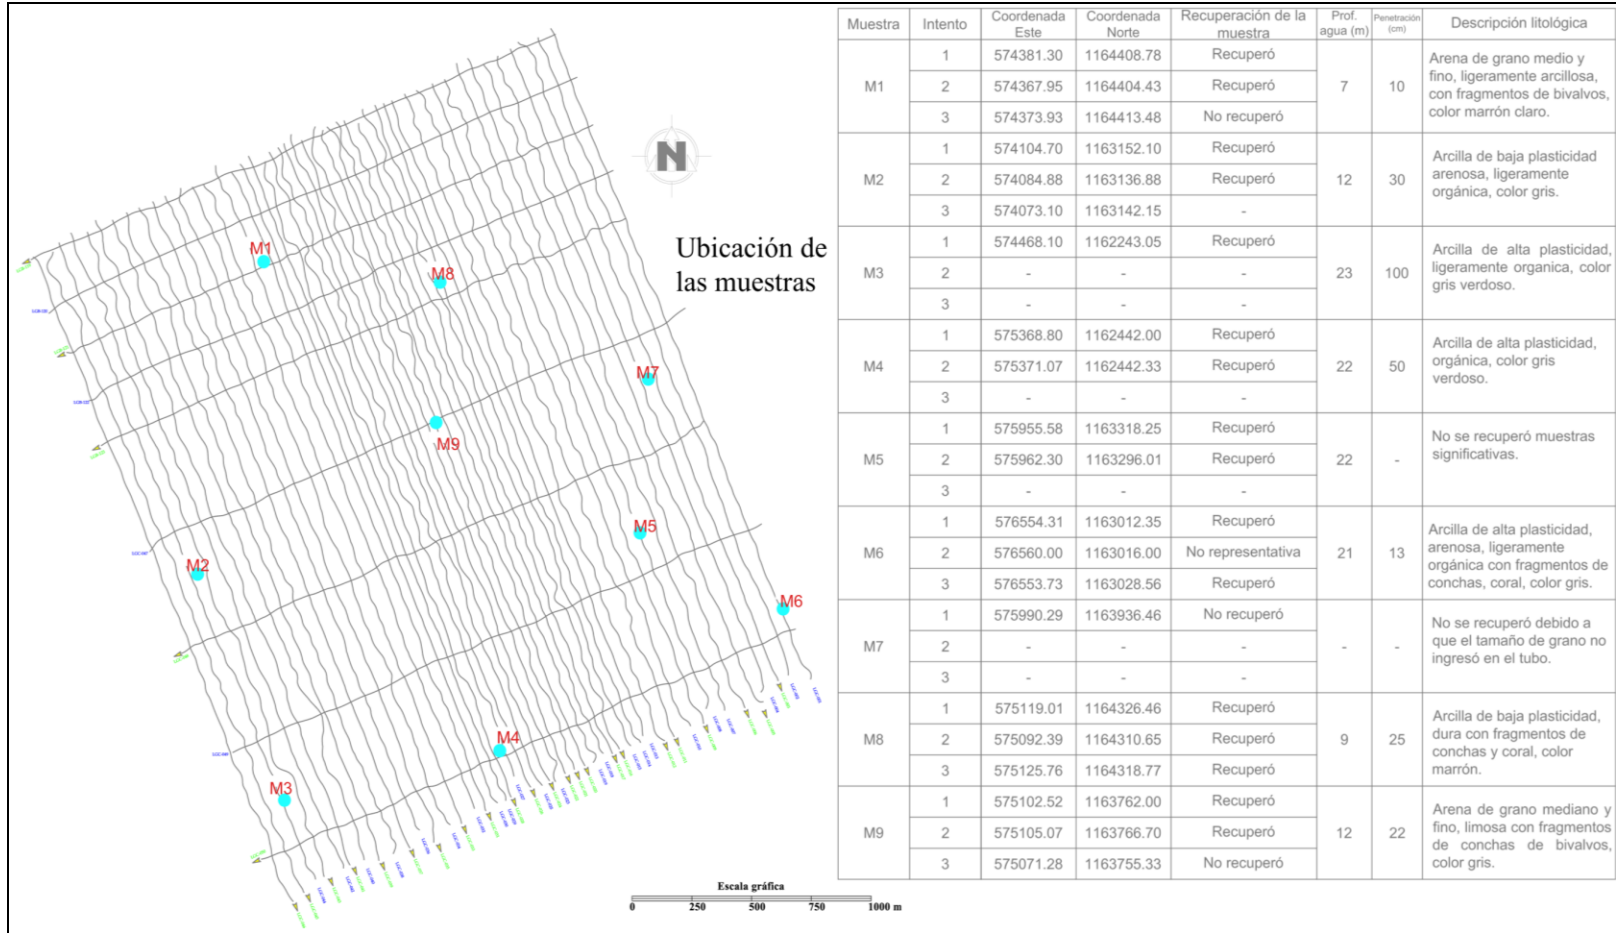 M1
M8
N
Ubicación de
las muestras
M7
M9
M5
M2
M6
M4
M3
Escala gráfica
0 250 500 750 1000 m
Muestra Intento Coordenada Este Coordenada Norte Recuperación de la muestra Prof. agua (m) Penetración (cm) Descripción litológica
M1 7 10
1 574381.30 1164408.78 Recuperó
2 574367.95 1164404.43 Recuperó
3 574373.93 1164413.48 No recuperó
Arena de grano medio y
fino, ligeramente arcillosa,
con fragmentos de bivalvos,
color marrón claro.
M2 12 30
1 574104.70 1163152.10 Recuperó
2 574084.88 1163136.88 Recuperó
3 574073.10 1163142.15 -
Arcilla de baja plasticidad
arenosa, ligeramente
orgánica, color gris.
M3 23 100
1 574468.10 1162243.05 Recuperó
2 - - -
3 - - -
Arcilla de alta plasticidad,
ligeramente organica, color
gris verdoso.
M4 22 50
1 575368.80 1162442.00 Recuperó
2 575371.07 1162442.33 Recuperó
3 - - -
Arcilla de alta plasticidad,
orgánica, color gris
verdoso.
M5 22 -
1 575955.58 1163318.25 Recuperó
2 575962.30 1163296.01 Recuperó
3 - - -
No se recuperó muestras
significativas.
M6 21 13
1 576554.31 1163012.35 Recuperó
2 576560.00 1163016.00 No representativa
3 576553.73 1163028.56 Recuperó
Arcilla de alta plasticidad,
arenosa, ligeramente
orgánica con fragmentos de
conchas, coral, color gris.
M7 - -
1 575990.29 1163936.46 No recuperó
2 - - -
3 - - -
No se recuperó debido a
que el tamaño de grano no
ingresó en el tubo.
M8 9 25
1 575119.01 1164326.46 Recuperó
2 575092.39 1164310.65 Recuperó
3 575125.76 1164318.77 Recuperó
Arcilla de baja plasticidad,
dura con fragmentos de
conchas y coral, color
marrón.
M9 12 22
1 575102.52 1163762.00 Recuperó
2 575105.07 1163766.70 Recuperó
3 575071.28 1163755.33 No recuperó
Arena de grano mediano y
fino, limosa con fragmentos
de conchas de bivalvos,
color gris.